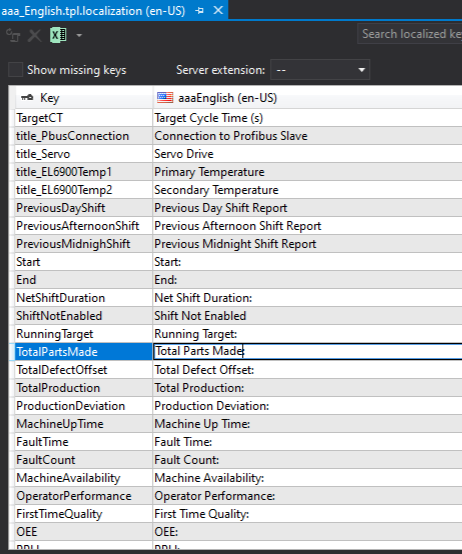 aaa_English.tpl.localization (en-US)
Search localized ke
Show missing keys
Server extension: --
Key aaaEnglish (en-US)
TargetCT Target Cycle Time (s)
title_PbusConnection Connection to Profibus Slave
title_Servo Servo Drive
title_EL6900Temp1 Primary Temperature
title_EL6900Temp2 Secondary Temperature
PreviousDayShift Previous Day Shift Report
PreviousAfternoonShift Previous Afternoon Shift Report
PreviousMidnighShift Previous Midnight Shift Report
Start Start:
End End:
NetShiftDuration Net Shift Duration:
ShiftNotEnabled Shift Not Enabled
RunningTarget Running Target:
TotalPartsMade Total Parts Made:
TotalDefectOffset Total Defect Offset:
TotalProduction Total Production:
ProductionDeviation Production Deviation:
MachineUpTime Machine Up Time:
FaultTime Fault Time:
FaultCount Fault Count:
MachineAvailability Machine Availability:
OperatorPerformance Operator Performance:
FirstTimeQuality First Time Quality:
OEE OEE: